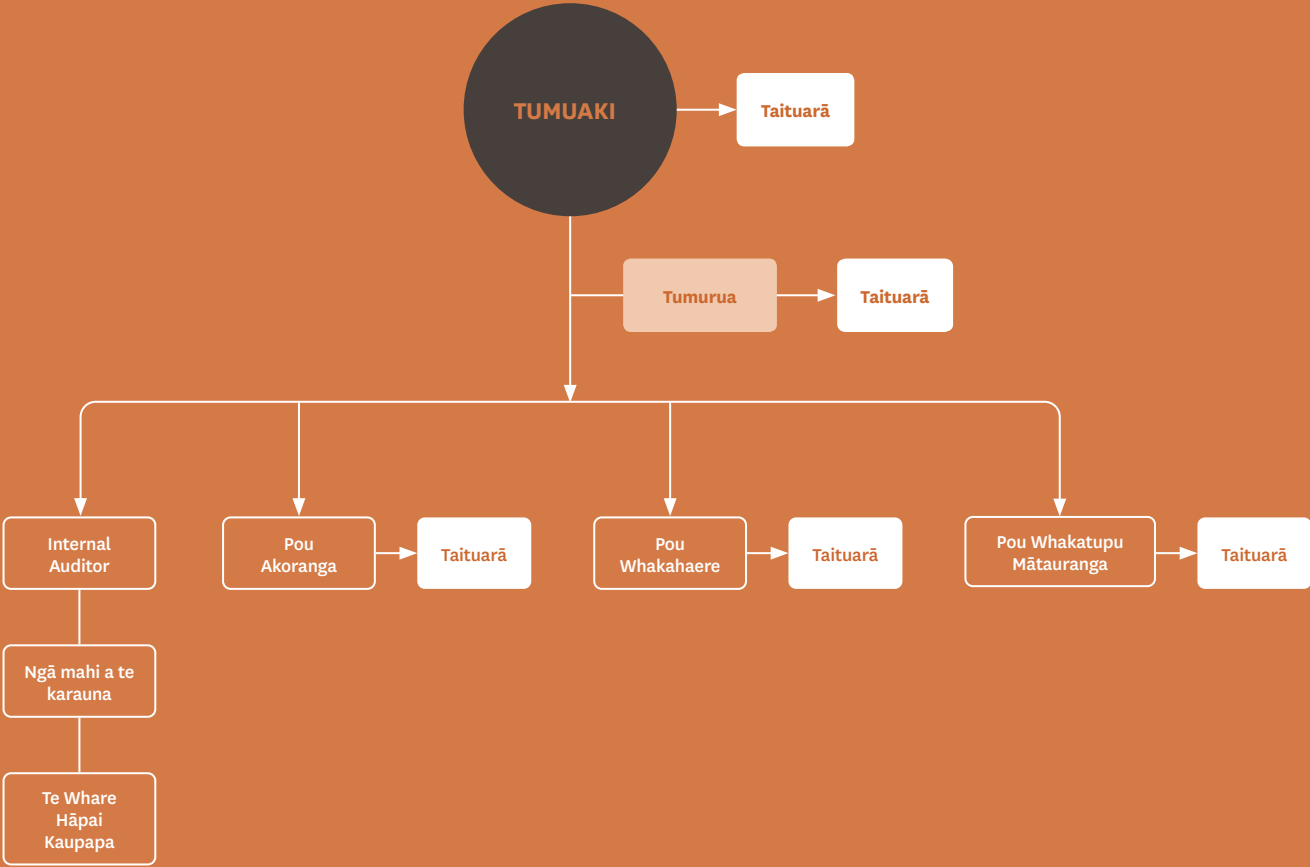 TUMUAKI
Taituarā
Tumurua
Taituarā
Internal
Auditor
Pou
Akoranga
Taituarā
Pou
Whakahaere
Taituarā
Pou Whakatupu
Mātauranga
Taituarā
Ngā mahi a te
karauna
Te Whare
Hāpai
Kaupapa